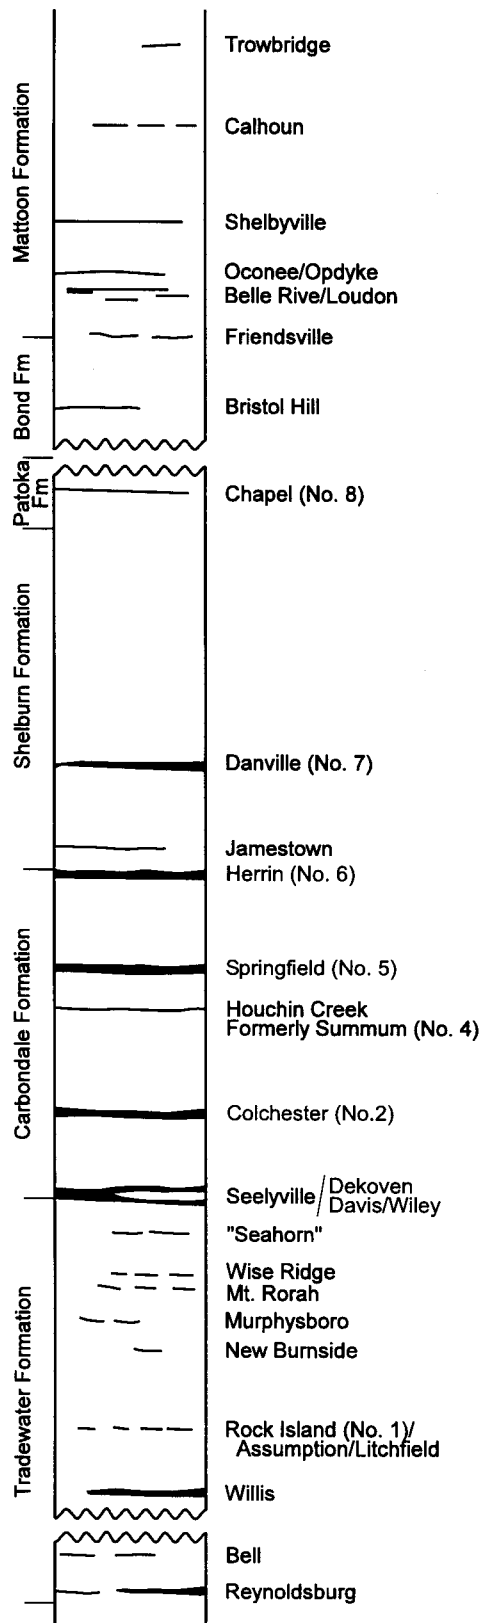 Mattoon Formation
Trowbridge
Calhoun
Shelbyville
Oconee/Opdyke
Belle Rive/Loudon
Friendsville
Bond Fm
Bristol Hill
Patoka
Fm
Chapel (No. 8)
Shelburn Formation
Danville (No. 7)
Jamestown
Herrin (No. 6)
Carbondale Formation
Springfield (No. 5)
Houchin Creek
Formerly Summum (No. 4)
Colchester (No.2)
Seelyville/Dekoven
Davis/Wiley
Tradewater Formation
"Seahorn"
Wise Ridge
Mt. Rorah
Murphysboro
New Burnside
Rock Island (No. 1)/
Assumption/Litchfield
Willis
Bell
Reynoldsburg